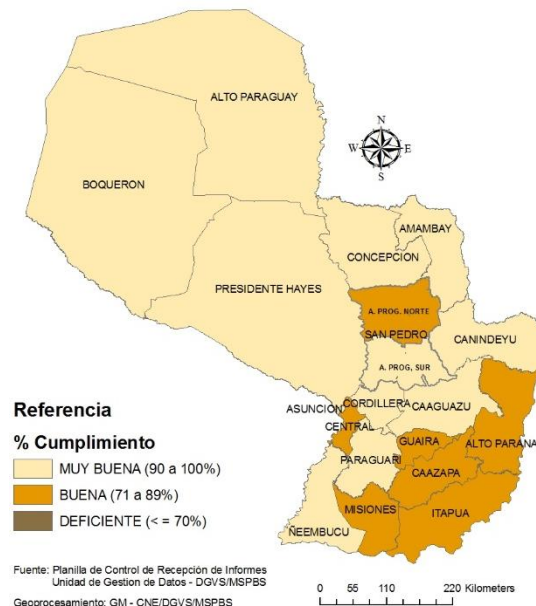 ALTO PARAGUAY
N
W E
S
BOQUERON
AMAMBAY
CONCEPCION
PRESIDENTE HAYES
A. PROG. NORTE
SAN PEDRO
CANINDEYU
A. PROG, SUR
CORDILLERA
ASUNCION
CAAGUAZU
CENTRAL
GUAIRA
ALTO PARANA
PARAGUARI
CAAZAPA
MISIONES
ITAPUA
ÑEEMBUCU
Referencia
% Cumplimiento
MUY BUENA (90 a 100%)
BUENA (71 a 89%)
DEFICIENTE (< = 70%)
Fuente: Planilla de Control de Recepción de Informes
Unidad de Gestion de Datos - DGVS/MSPBS
Geoprocesamiento: GM - CNE/DGVS/MSPBS
0 55 110 220 Kilometers